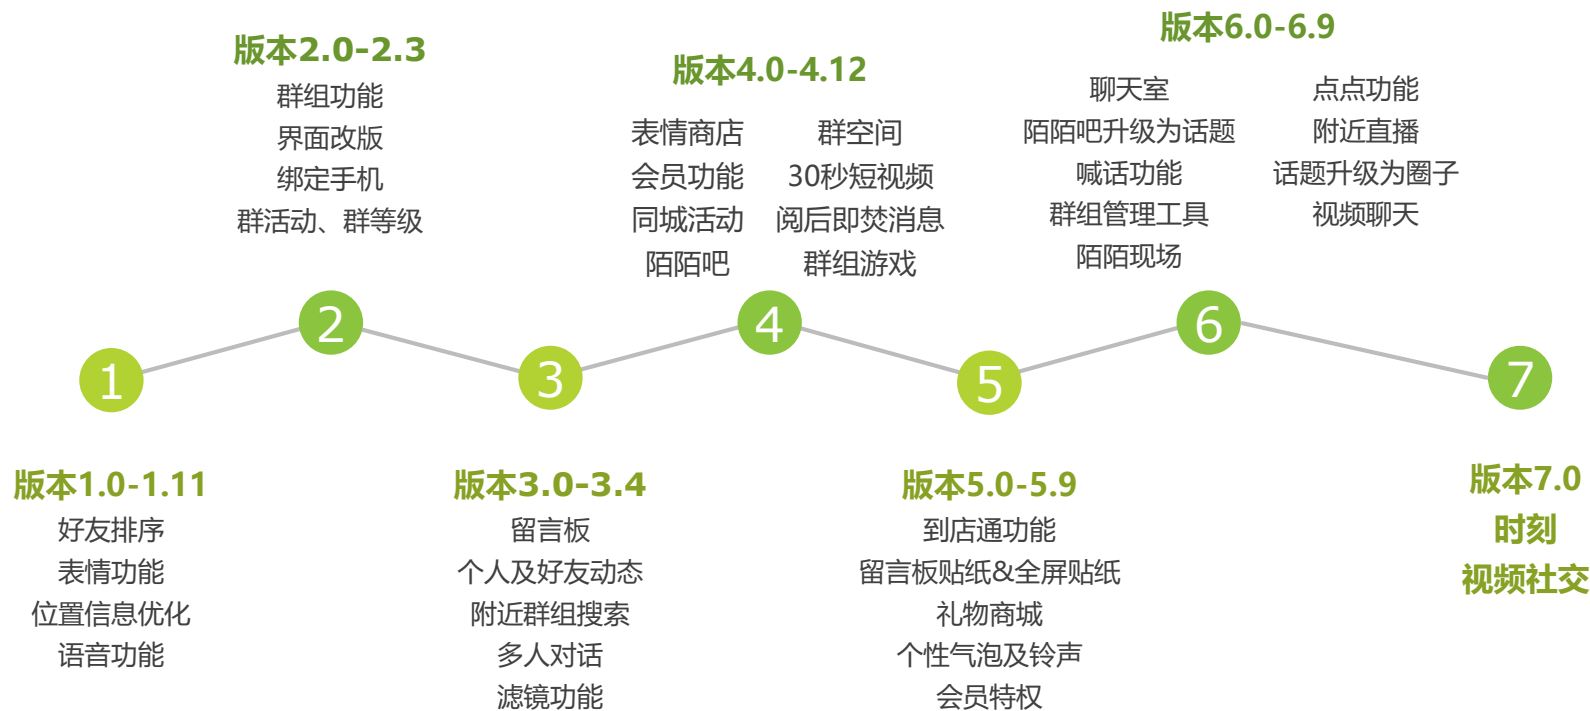 版本2.0-2.3
群组功能
界面改版
绑定手机
群活动、群等级
版本4.0-4.12
表情商店
会员功能
同城活动
陌陌吧
群空间
30秒短视频
阅后即焚消息
群组游戏
版本6.0-6.9
聊天室
陌陌吧升级为话题
喊话功能
群组管理工具
陌陌现场
点点功能
附近直播
话题升级为圈子
视频聊天
1
2
3
4
5
6
7
版本1.0-1.11
好友排序
表情功能
位置信息优化
语音功能
版本3.0-3.4
留言板
个人及好友动态
附近群组搜索
多人对话
滤镜功能
版本5.0-5.9
到店通功能
留言板贴纸&全屏贴纸
礼物商城
个性气泡及铃声
会员特权
版本7.0
时刻
视频社交